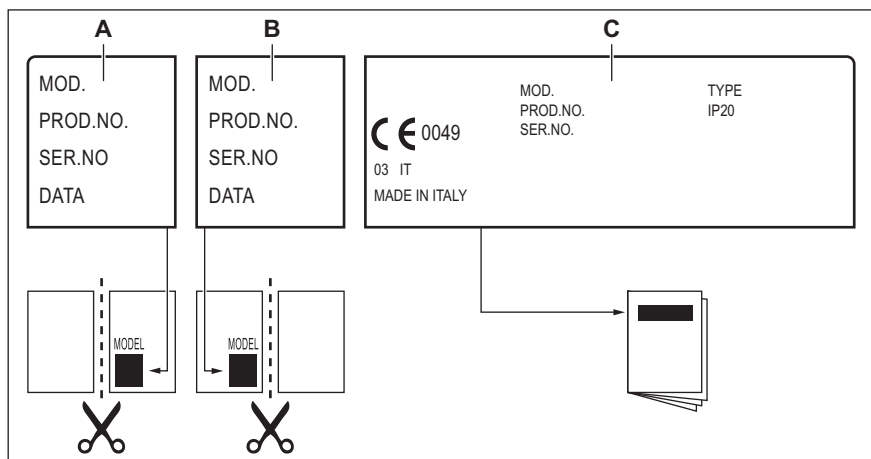 A
B
C
MOD.
PROD.NO.
SER.NO
DATA
MOD.
PROD.NO.
SER.NO
DATA
CE 0049
03 IT
MADE IN ITALY
MOD.
PROD.NO.
SER.NO.
TYPE
IP20
MODEL
MODEL